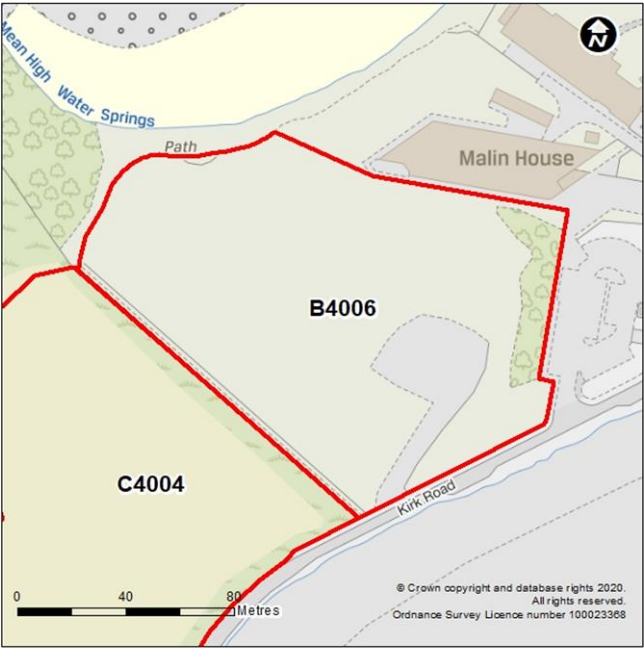 N
Mean High Water Springs
Path
Malin House
B4006
C4004
Kirk Road
0 40 80
Metres
© Crown copyright and database rights 2020.
All rights reserved.
Ordnance Survey Licence number 100023368